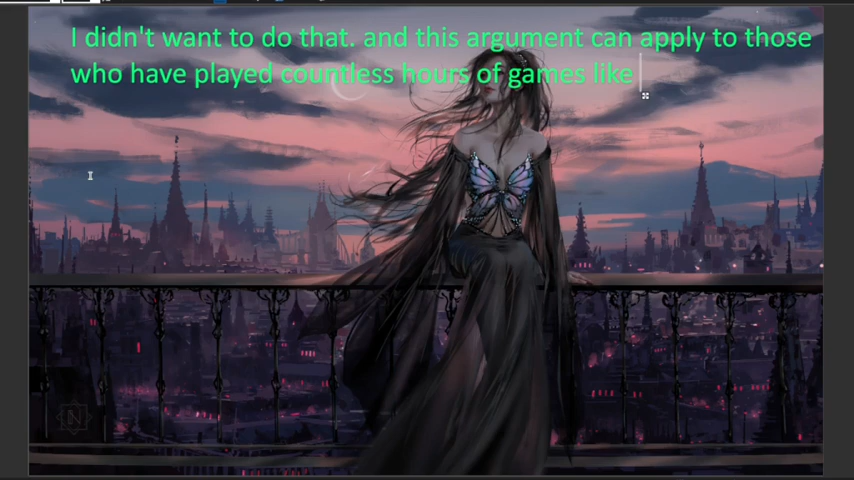 I didn't want to do that. and this argument can apply to those
who have played countless hours of games like